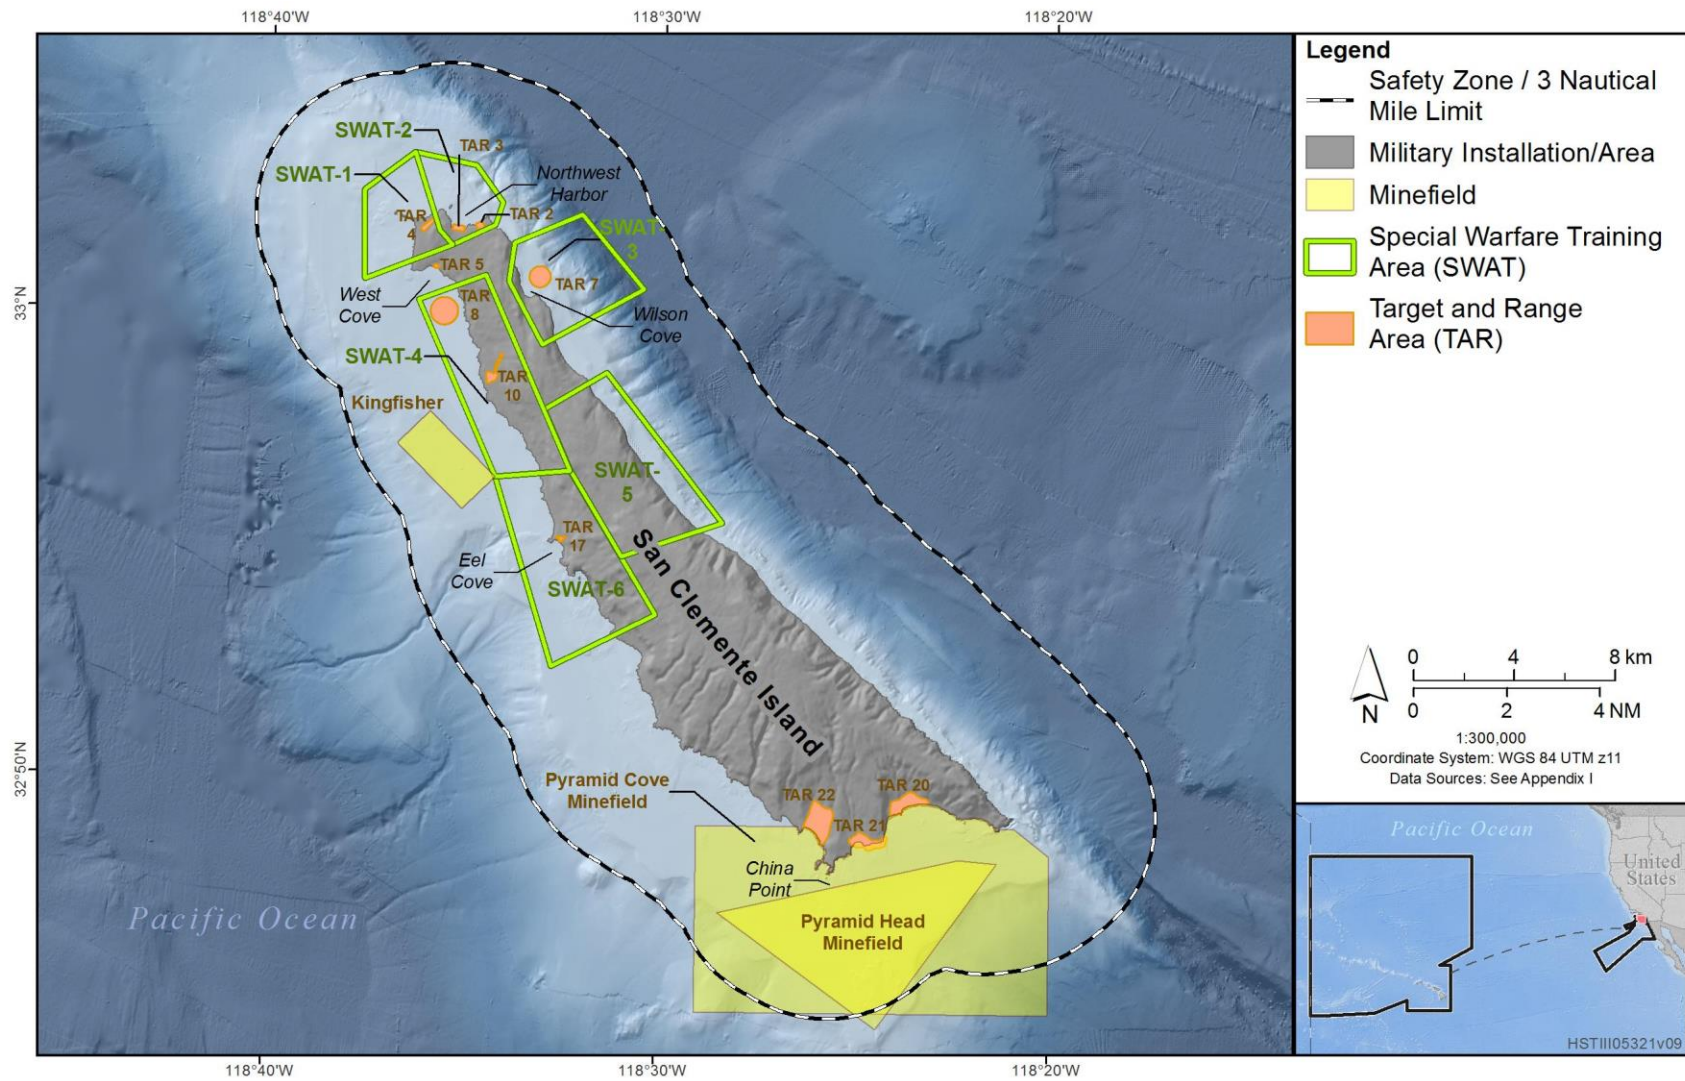 118°40'W
118°30'W
118°20'W
33°N
32°50'N
SWAT-2
TAR 3
SWAT-1
Northwest
Harbor
TAR
4
TAR 2
SWAT-
3
TAR 5
TAR 7
West
Cove
TAR
8
Wilson
Cove
SWAT-4
TAR
10
Kingfisher
SWAT-
5
TAR
17
Eel
Cove
SWAT-6
San Clemente Island
Pyramid Cove
Minefield
TAR 22
TAR 20
TAR 21
China
Point
Pyramid Head
Minefield
Pacific Ocean
118°40'W
118°30'W
118°20'W
Legend
Safety Zone / 3 Nautical
Mile Limit
Military Installation/Area
Minefield
Special Warfare Training
Area (SWAT)
Target and Range
Area (TAR)
N
0 4 8 km
0 2 4 NM
1:300,000
Coordinate System: WGS 84 UTM z11
Data Sources: See Appendix I
Pacific Ocean
United
States
HSTIII05321v09